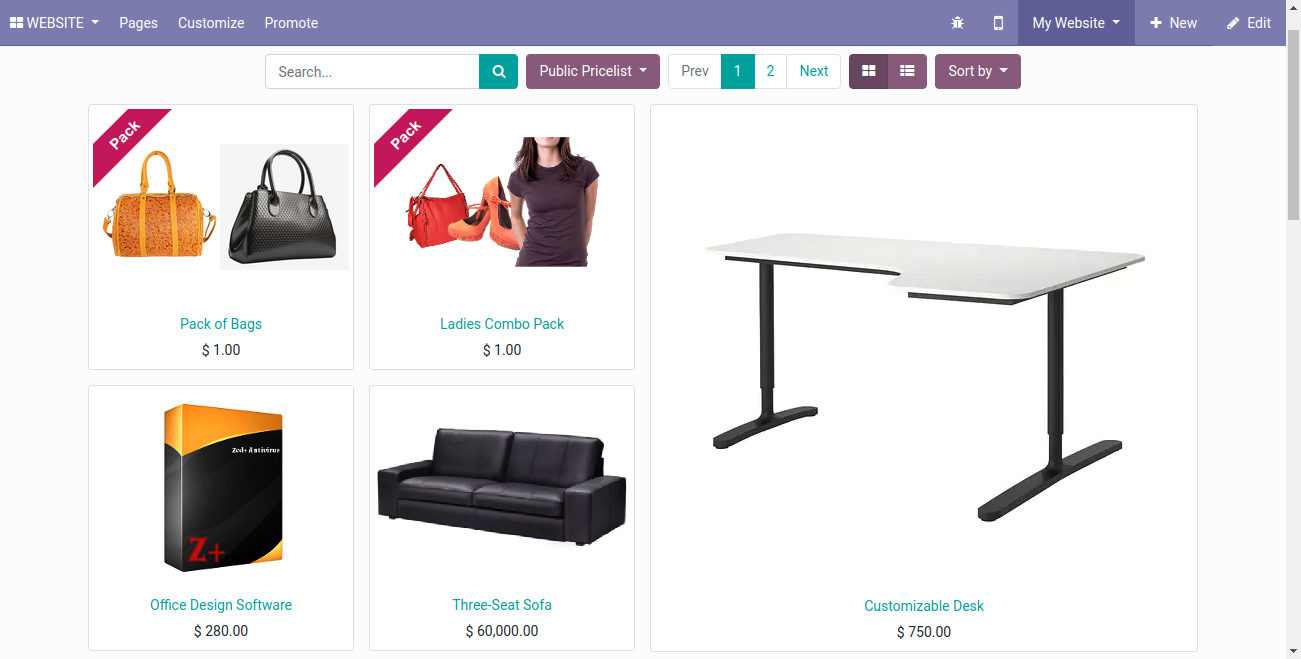 WEBSITE Pages Customize Promote My Website New Edit
Search... Public Pricelist Prev 1 2 Next Sort by
Pack
Pack
Pack of Bags
$ 1.00
Ladies Combo Pack
$ 1.00
Zed+ Antivirus
Z+
Office Design Software
$ 280.00
Three-Seat Sofa
$ 60,000.00
Customizable Desk
$ 750.00